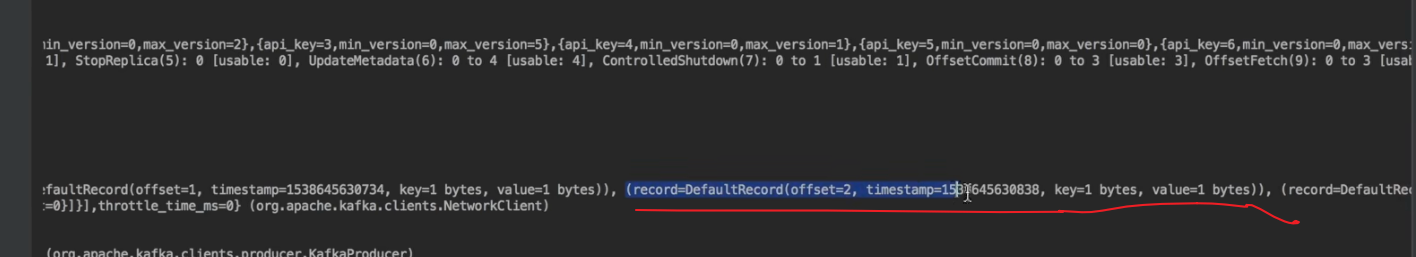 min_version=0,max_version=2},{api_key=3,min_version=0,max_version=5},{api_key=4,min_version=0,max_version=1},{api_key=5,min_version=0,max_version=0},{api_key=6,min_version=0,max_vers
1], StopReplica(5): 0 [usable: 0], UpdateMetadata(6): 0 to 4 [usable: 4], ControlledShutdown(7): 0 to 1 [usable: 1], OffsetCommit(8): 0 to 3 [usable: 3], OffsetFetch(9): 0 to 3 [usa
efaultRecord(offset=1, timestamp=1538645630734, key=1 bytes, value=1 bytes)), (record=DefaultRecord(offset=2, timestamp=1538645630838, key=1 bytes, value=1 bytes)), (record=DefaultRec
=0}]}],throttle_time_ms=0} (org.apache.kafka.clients.NetworkClient)
(org.apache.kafka.clients.producer.KafkaProducer)